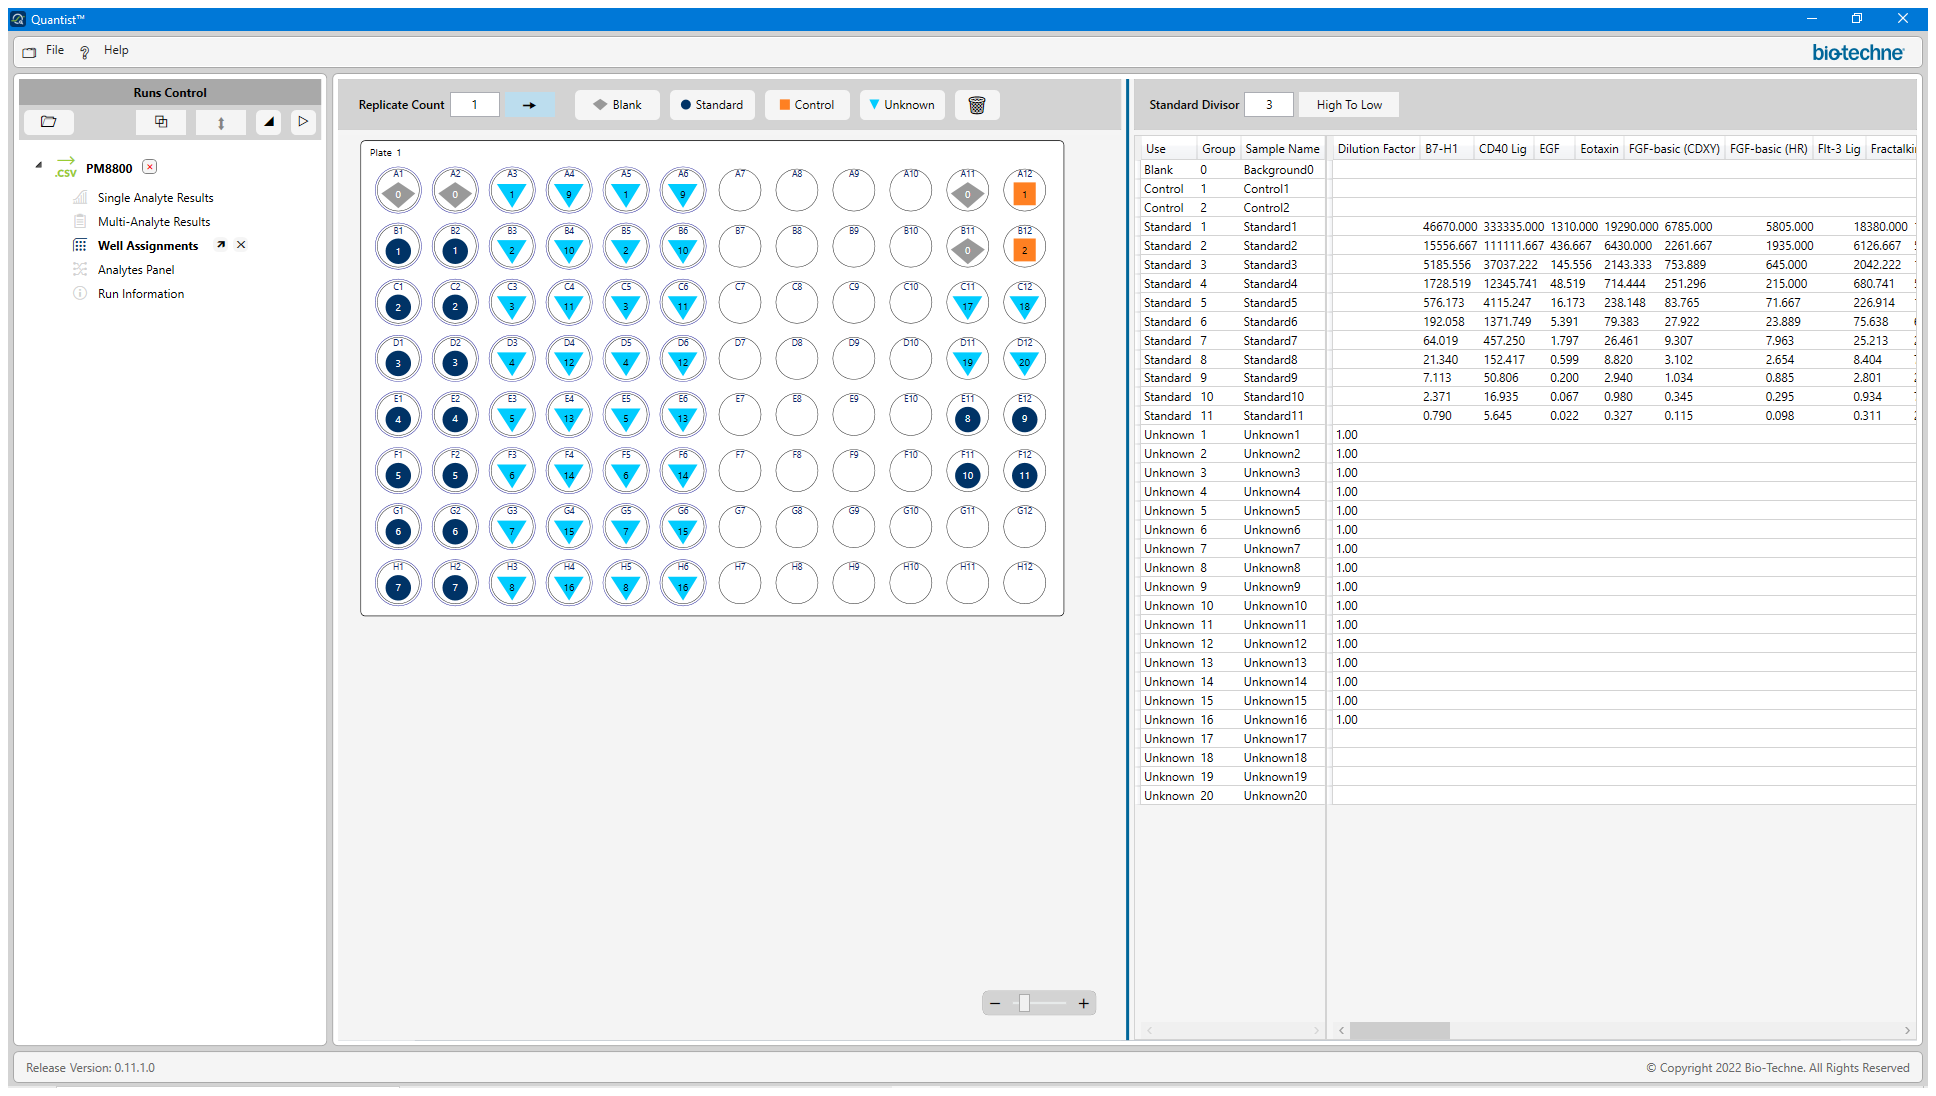 Quantist™
File
Help
bio-techne
Runs Control
PM8800
.CSV
Single Analyte Results
Multi-Analyte Results
Well Assignments
Analytes Panel
Run Information
Replicate Count 1 Blank Standard Control Unknown
Plate 1
A1 A2 A3 A4 A5 A6 A7 A8 A9 A10 A11 A12
0 0 1 9 1 9 0 1
B1 B2 B3 B4 B5 B6 B7 B8 B9 B10 B11 B12
1 1 2 10 2 10 0 2
C1 C2 C3 C4 C5 C6 C7 C8 C9 C10 C11 C12
2 2 3 11 3 11 17 18
D1 D2 D3 D4 D5 D6 D7 D8 D9 D10 D11 D12
3 3 4 12 4 12 19 20
E1 E2 E3 E4 E5 E6 E7 E8 E9 E10 E11 E12
4 4 5 13 5 13 8 9
F1 F2 F3 F4 F5 F6 F7 F8 F9 F10 F11 F12
5 5 6 14 6 14 10 11
G1 G2 G3 G4 G5 G6 G7 G8 G9 G10 G11 G12
6 6 7 15 7 15
H1 H2 H3 H4 H5 H6 H7 H8 H9 H10 H11 H12
7 7 8 16 8 16
Standard Divisor 3 High To Low
Use Group Sample Name Dilution Factor B7-H1 CD40 Lig EGF Eotaxin FGF-basic (CDXY) FGF-basic (HR) Flt-3 Lig
Blank 0 Background0
Control 1 Control1
Control 2 Control2
Standard 1 Standard1 46670.000 333335.000 1310.000 19290.000 6785.000 5805.000 18380.000
Standard 2 Standard2 15556.667 111111.667 436.667 6430.000 2261.667 1935.000 6126.667
Standard 3 Standard3 5185.556 37037.222 145.556 2143.333 753.889 645.000 2042.222
Standard 4 Standard4 1728.519 12345.741 48.519 714.444 251.296 215.000 680.741
Standard 5 Standard5 576.173 4115.247 16.173 238.148 83.765 71.667 226.914
Standard 6 Standard6 192.058 1371.749 5.391 79.383 27.922 23.889 75.638
Standard 7 Standard7 64.019 457.250 1.797 26.461 9.307 7.963 25.213
Standard 8 Standard8 21.340 152.417 0.599 8.820 3.102 2.654 8.404
Standard 9 Standard9 7.113 50.806 0.200 2.940 1.034 0.885 2.801
Standard 10 Standard10 2.371 16.935 0.067 0.980 0.345 0.295 0.934
Standard 11 Standard11 0.790 5.645 0.022 0.327 0.115 0.098 0.311
Unknown 1 Unknown1 1.00
Unknown 2 Unknown2 1.00
Unknown 3 Unknown3 1.00
Unknown 4 Unknown4 1.00
Unknown 5 Unknown5 1.00
Unknown 6 Unknown6 1.00
Unknown 7 Unknown7 1.00
Unknown 8 Unknown8 1.00
Unknown 9 Unknown9 1.00
Unknown 10 Unknown10 1.00
Unknown 11 Unknown11 1.00
Unknown 12 Unknown12 1.00
Unknown 13 Unknown13 1.00
Unknown 14 Unknown14 1.00
Unknown 15 Unknown15 1.00
Unknown 16 Unknown16 1.00
Unknown 17 Unknown17
Unknown 18 Unknown18
Unknown 19 Unknown19
Unknown 20 Unknown20
Release Version: 0.11.1.0
© Copyright 2022 Bio-Techne. All Rights Reserved